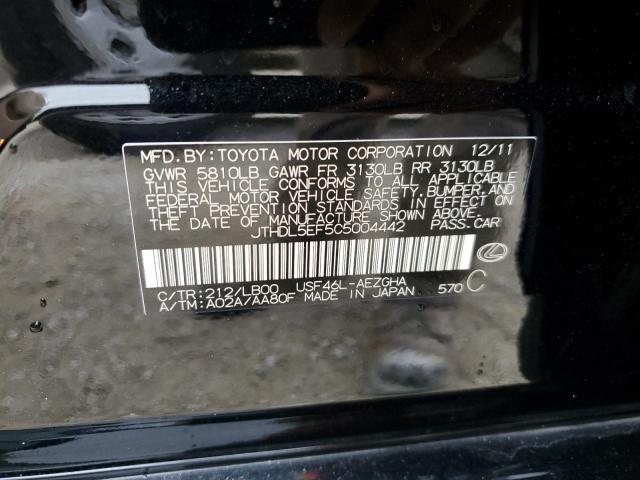 MFD. BY: TOYOTA MOTOR CORPORATION 12/11
GVWR 5810LB GAWR FR 3130LB RR 3130LB
THIS VEHICLE CONFORMS TO ALL APPLICABLE
FEDERAL MOTOR VEHICLE SAFETY, BUMPER, AND
THEFT PREVENTION STANDARDS IN EFFECT ON
THE DATE OF MANUFACTURE SHOWN ABOVE.
JTHDL5EF5C5004442 PASS. CAR
C/TR: 212/LB00 USF46L-AEZGHA
A/TM: A02A/AA80F MADE IN JAPAN 570 C